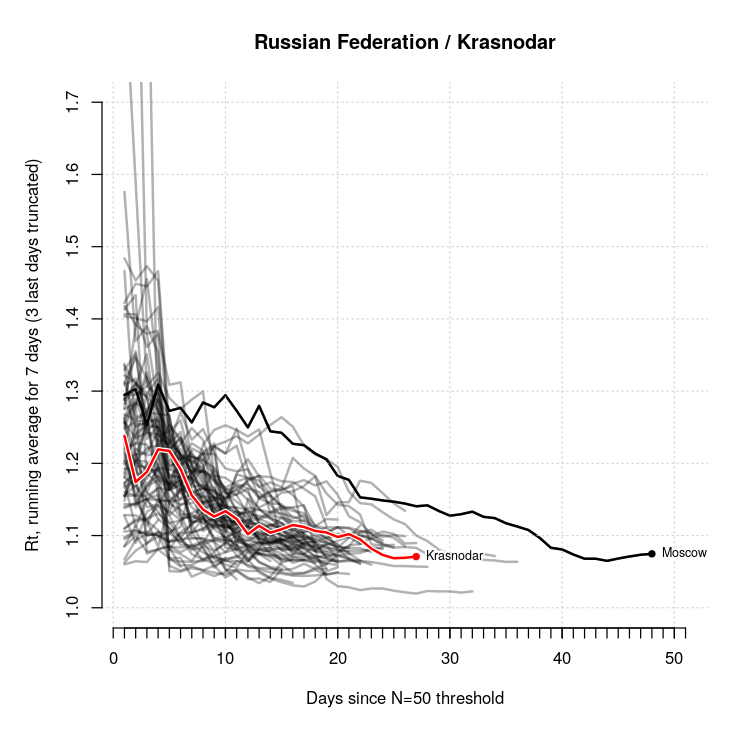 Russian Federation / Krasnodar
Rt, running average for 7 days (3 last days truncated)
1.7
1.6
1.5
1.4
1.3
1.2
1.1
1.0
Krasnodar
Moscow
0 10 20 30 40 50
Days since N=50 threshold